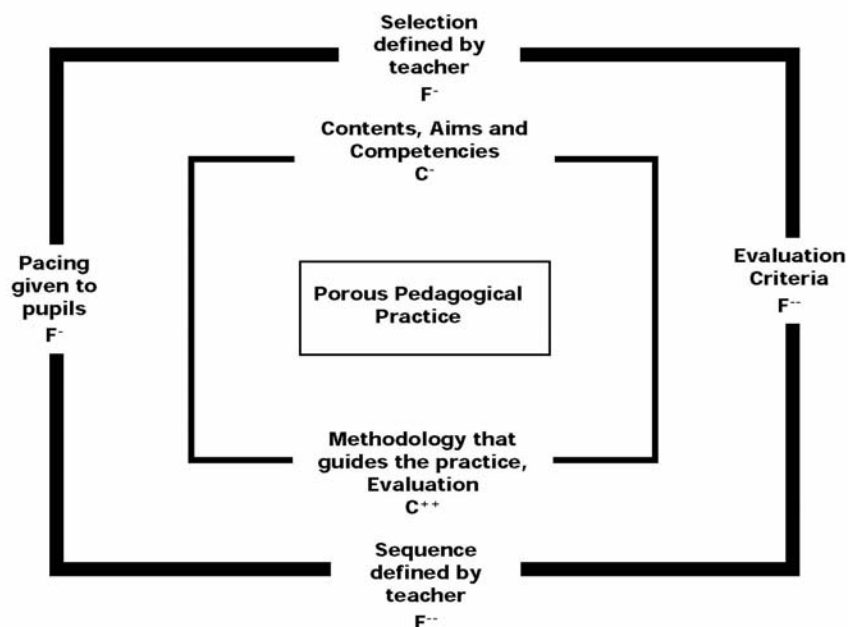 Selection
defined by
teacher
F⁻
Contents, Aims and
Competencies
C⁻
Pacing
given to
pupils
F⁻
Porous Pedagogical
Practice
Evaluation
Criteria
F⁻⁻
Methodology that
guides the practice,
Evaluation
C⁺⁺
Sequence
defined by
teacher
F⁻⁻